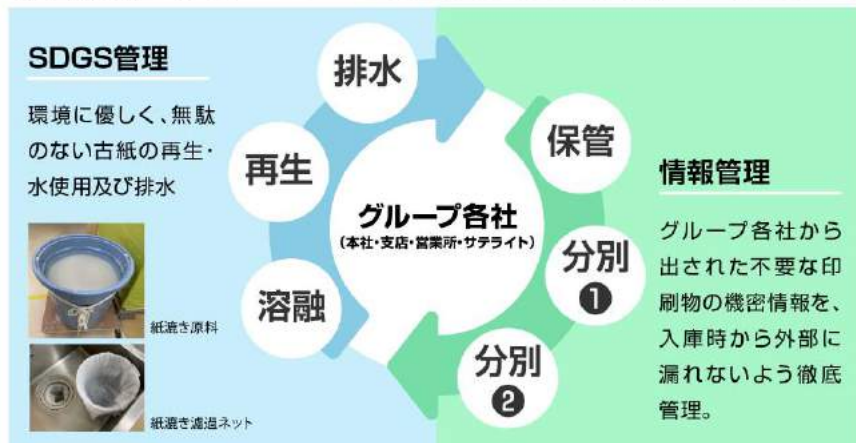 SDGS管理
環境に優しく、無駄
のない古紙の再生・
水使用及び排水
紙漉き原料
紙漉き濾過ネット
排水
再生
溶融
グループ各社
(本社・支店・営業所・サテライト)
保管
分別
❶
分別
❷
情報管理
グループ各社から
出された不要な印
刷物の機密情報を、
入庫時から外部に
漏れないよう徹底
管理。